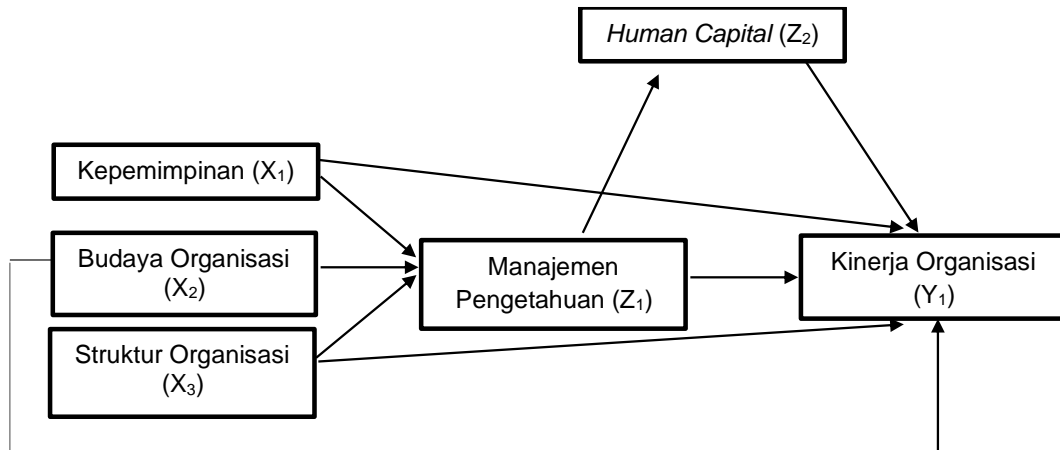 Human Capital (Z₂)
Kepemimpinan (X₁)
Budaya Organisasi
(X₂)
Struktur Organisasi
(X₃)
Manajemen
Pengetahuan (Z₁)
Kinerja Organisasi
(Y₁)